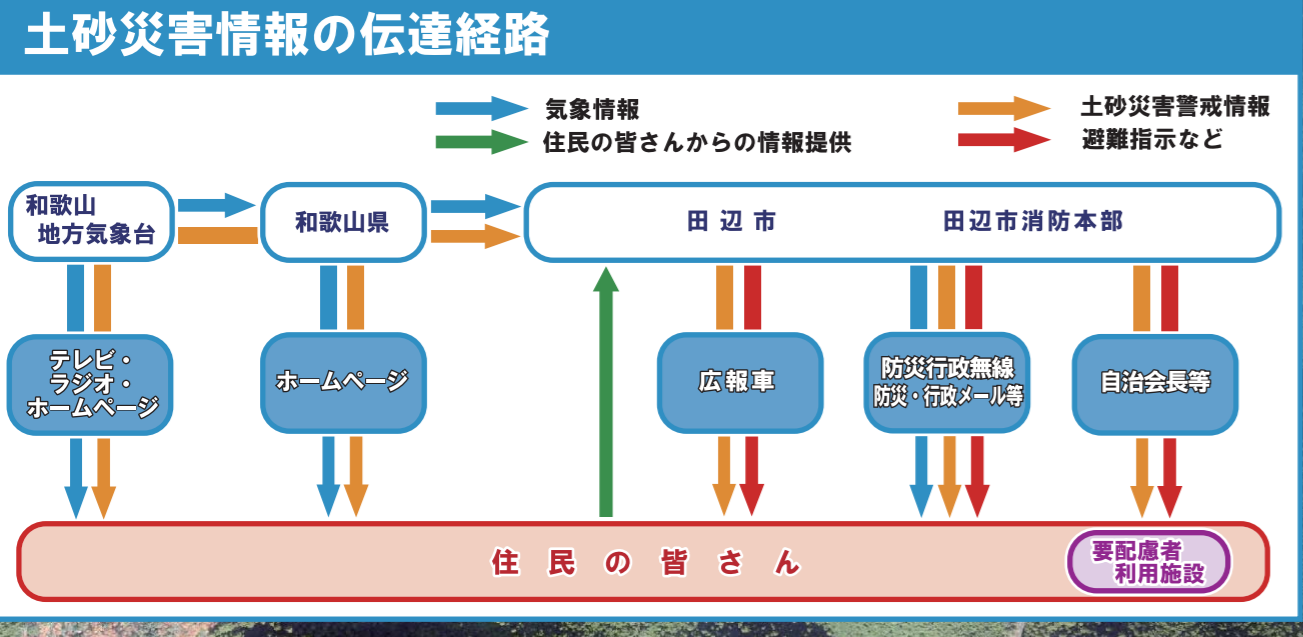 土砂災害情報の伝達経路
気象情報
土砂災害警戒情報
住民の皆さんからの情報提供
避難指示など
和歌山
地方気象台
和歌山県
田辺市
田辺市消防本部
テレビ・
ラジオ・
ホームページ
ホームページ
広報車
防災行政無線
防災・行政メール等
自治会長等
住民の皆さん
要配慮者
利用施設